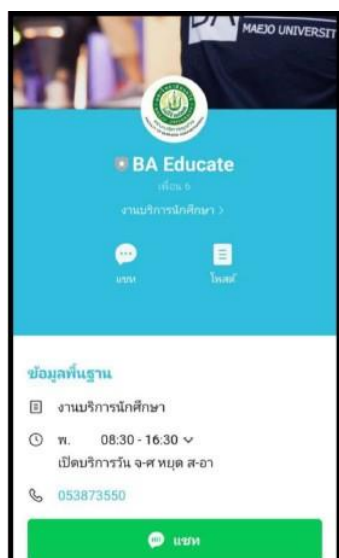 BA
MAEJO UNIVERSIT
BA Educate
เพื่อน 6
งานบริการนักศึกษา >
แชท
โพสต์
ข้อมูลพื้นฐาน
งานบริการนักศึกษา
พ. 08:30 - 16:30
เปิดบริการวัน จ-ศ หยุด ส-อา
053873550
แชท